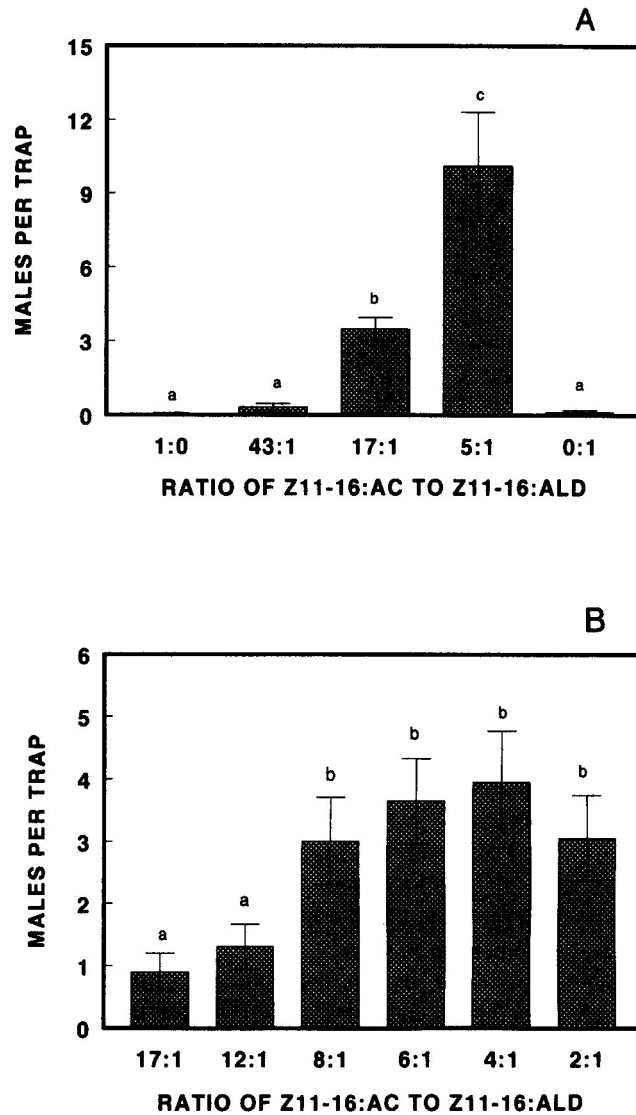 A
15
12
9
6
3
0
MALES PER TRAP
a
a
b
c
a
1:0 43:1 17:1 5:1 0:1
RATIO OF Z11-16:AC TO Z11-16:ALD
B
6
5
4
3
2
1
0
MALES PER TRAP
a
a
b
b
b
b
17:1 12:1 8:1 6:1 4:1 2:1
RATIO OF Z11-16:AC TO Z11-16:ALD